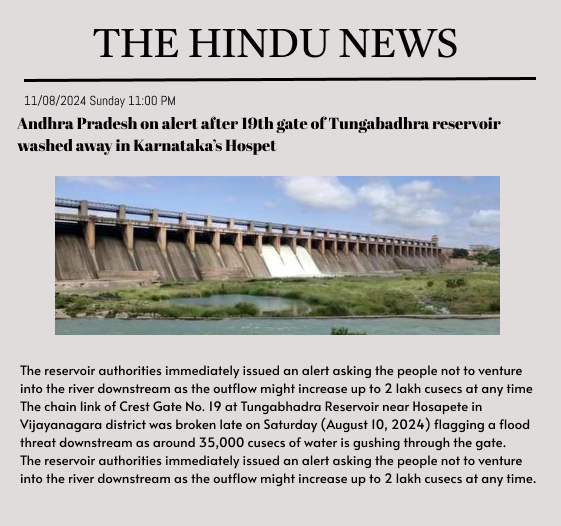 THE HINDU NEWS
11/08/2024 Sunday 11:00 PM
Andhra Pradesh on alert after 19th gate of Tungabadhra reservoir
washed away in Karnataka's Hospet
The reservoir authorities immediately issued an alert asking the people not to venture
into the river downstream as the outflow might increase up to 2 lakh cusecs at any time
The chain link of Crest Gate No. 19 at Tungabhadra Reservoir near Hosapete in
Vijayanagara district was broken late on Saturday (August 10, 2024) flagging a flood
threat downstream as around 35,000 cusecs of water is gushing through the gate.
The reservoir authorities immediately issued an alert asking the people not to venture
into the river downstream as the outflow might increase up to 2 lakh cusecs at any time.